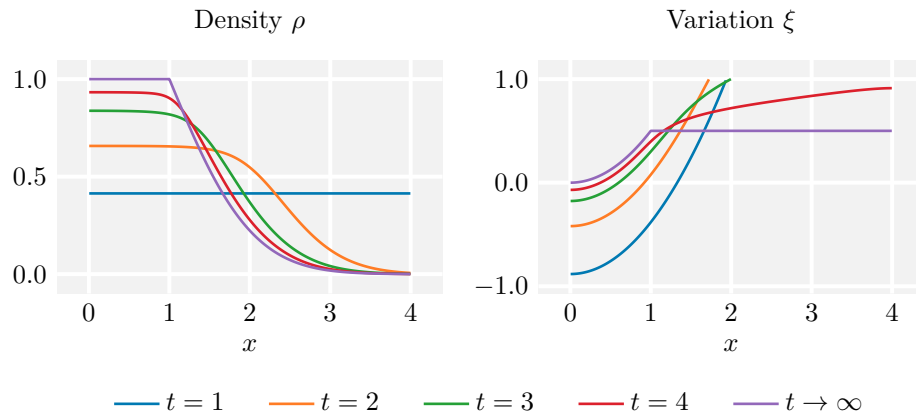 Density ρ
Variation ξ
1.0
0.5
0.0
0 1 2 3 4
x
1.0
0.0
−1.0
0 1 2 3 4
x
t = 1 t = 2 t = 3 t = 4 t → ∞